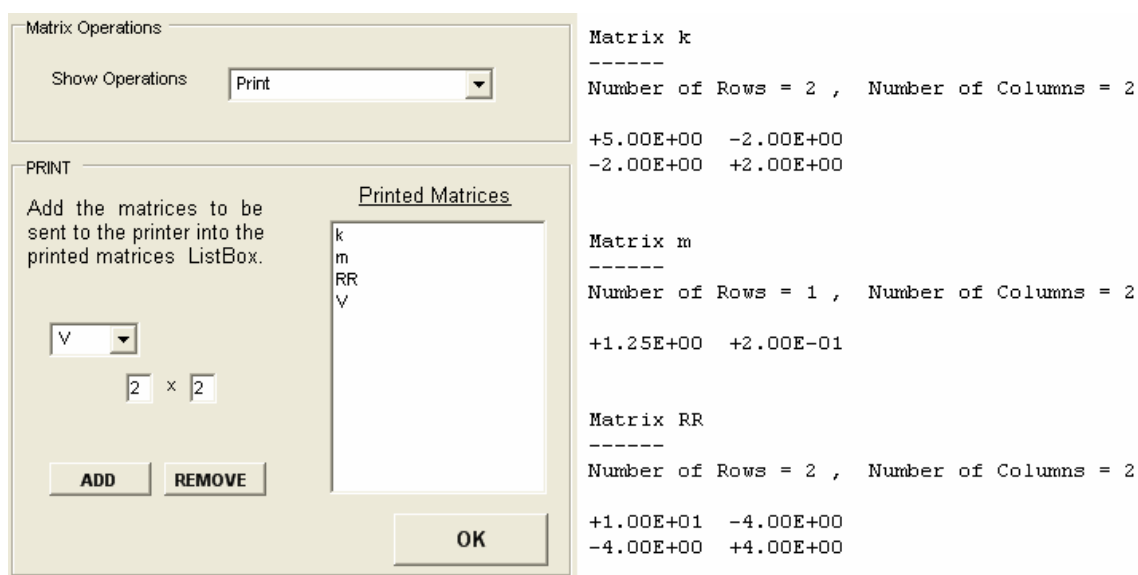 Matrix Operations
Show Operations
Print
PRINT
Add the matrices to be
sent to the printer into the
printed matrices ListBox.
V
2 x 2
ADD REMOVE
Printed Matrices
k
m
RR
V
OK
Matrix k
------
Number of Rows = 2 ,  Number of Columns = 2
+5.00E+00  -2.00E+00
-2.00E+00  +2.00E+00
Matrix m
------
Number of Rows = 1 ,  Number of Columns = 2
+1.25E+00  +2.00E-01
Matrix RR
------
Number of Rows = 2 ,  Number of Columns = 2
+1.00E+01  -4.00E+00
-4.00E+00  +4.00E+00